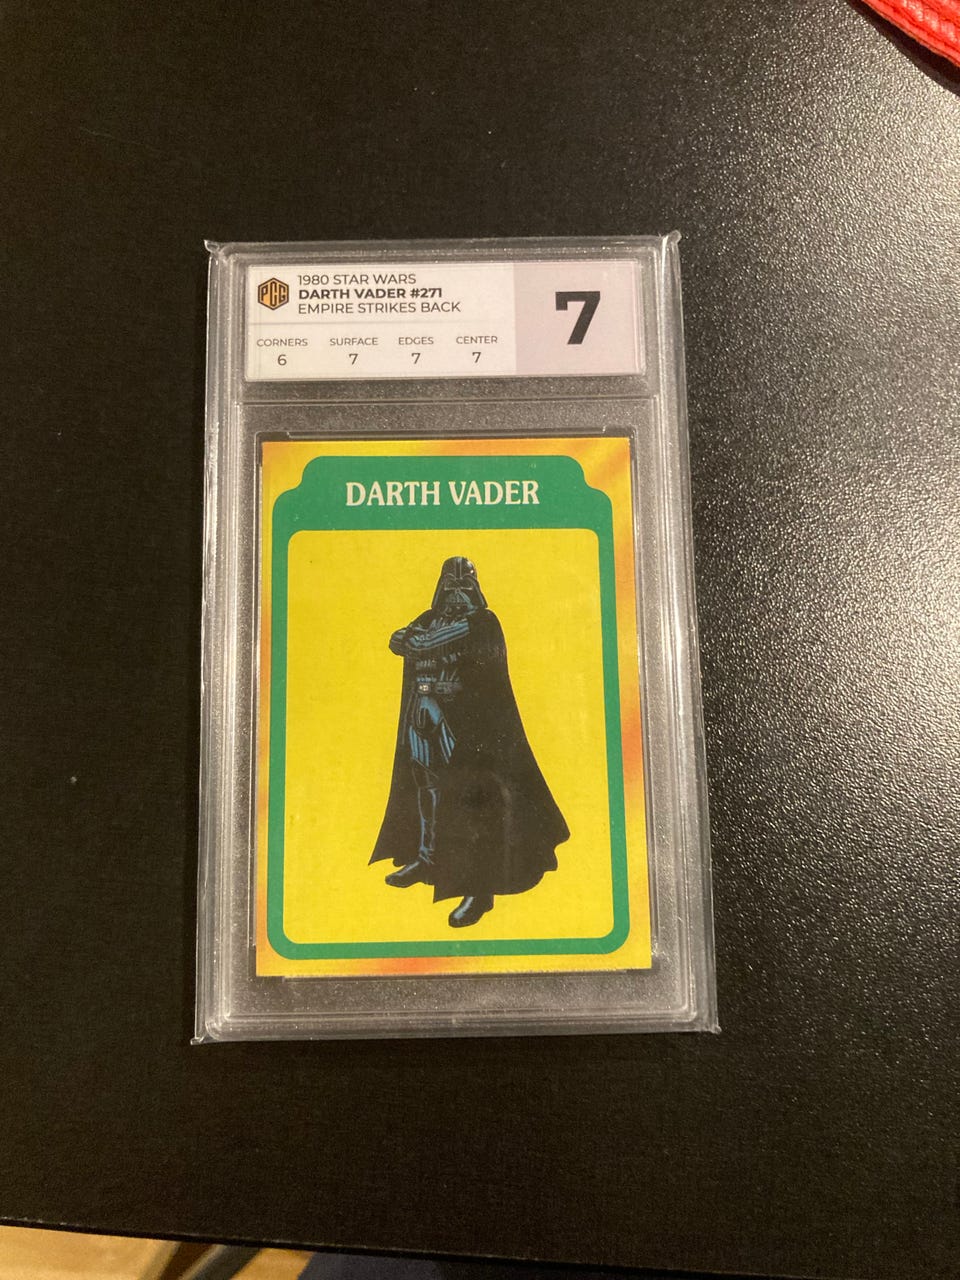 PGG
1980 STAR WARS
DARTH VADER #271
EMPIRE STRIKES BACK
CORNERS SURFACE EDGES CENTER
6 7 7 7
7
DARTH VADER